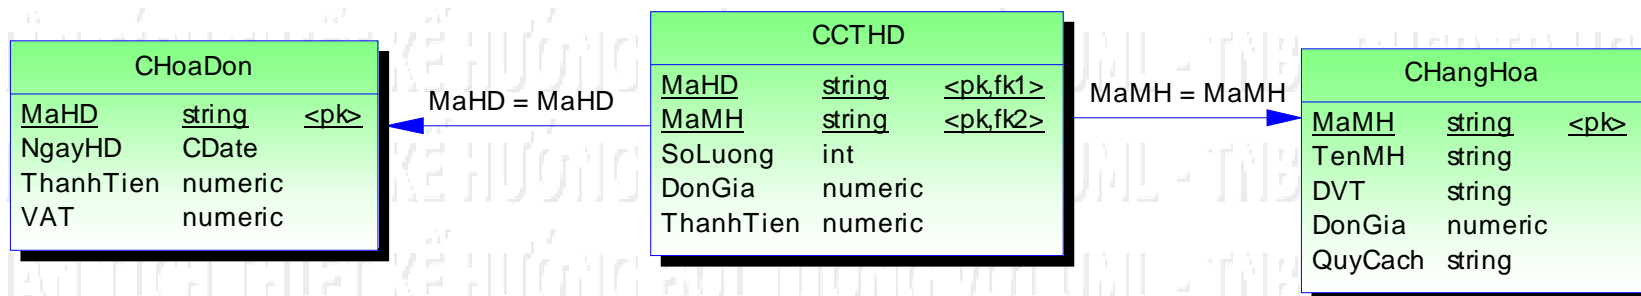 CHoaDon
MaHD string <pk>
NgayHD CDate
ThanhTien numeric
VAT numeric
MaHD = MaHD
CCTHD
MaHD string <pk,fk1>
MaMH string <pk,fk2>
SoLuong int
DonGia numeric
ThanhTien numeric
MaMH = MaMH
CHangHoa
MaMH string <pk>
TenMH string
DVT string
DonGia numeric
QuyCach string